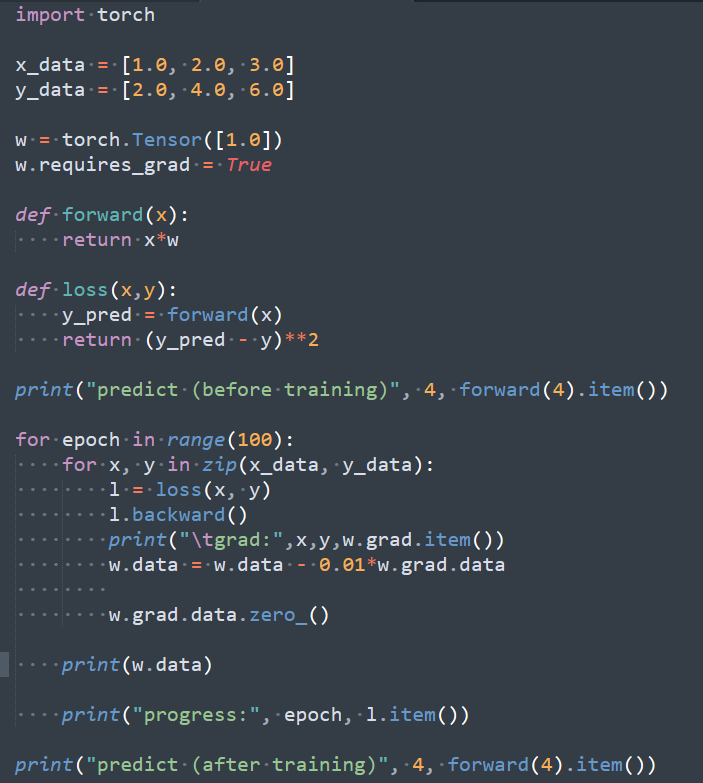 import torch
x_data = [1.0, 2.0, 3.0]
y_data = [2.0, 4.0, 6.0]
w = torch.Tensor([1.0])
w.requires_grad = True
def forward(x):
    return x*w
def loss(x,y):
    y_pred = forward(x)
    return (y_pred - y)**2
print("predict (before training)", 4, forward(4).item())
for epoch in range(100):
    for x, y in zip(x_data, y_data):
        l = loss(x, y)
        l.backward()
        print("\tgrad:",x,y,w.grad.item())
        w.data = w.data - 0.01*w.grad.data
        w.grad.data.zero_()
    print(w.data)
    print("progress:", epoch, l.item())
print("predict (after training)", 4, forward(4).item())